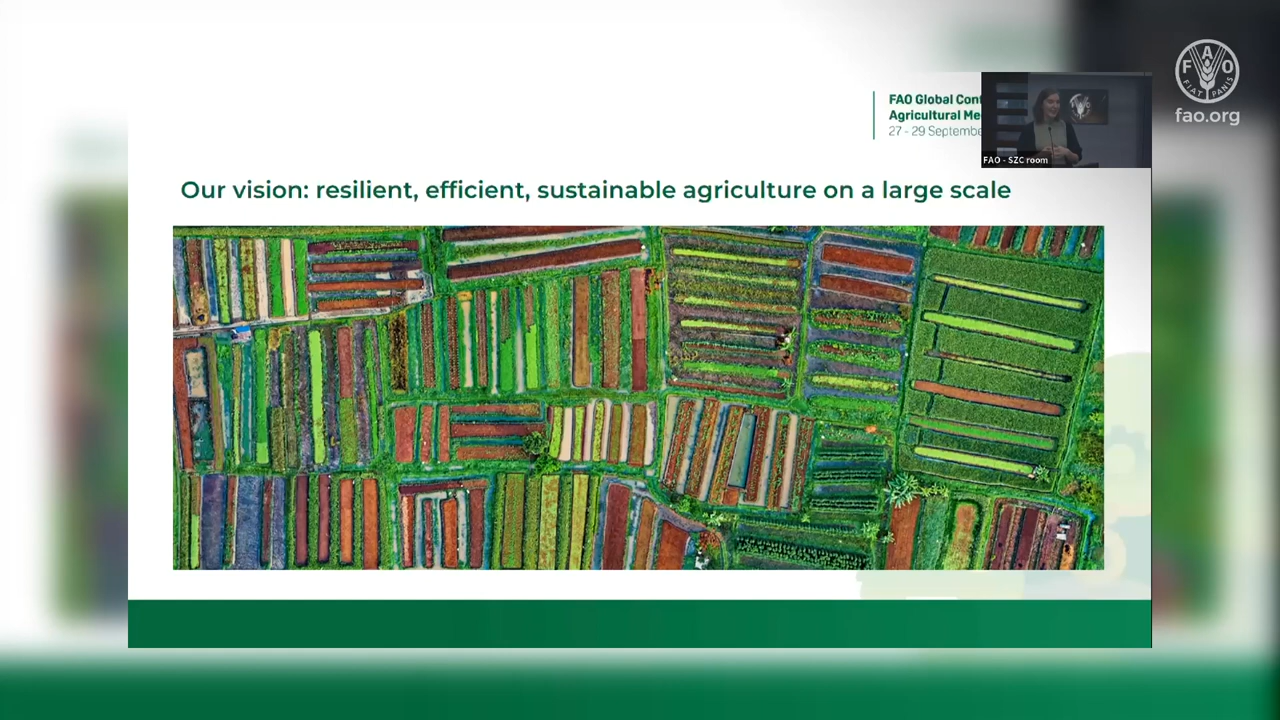 FAO
FIAT PANIS
fao.org
FAO Global Con
Agricultural Me
27 - 29 Septembe
FAO - SZC room
Our vision: resilient, efficient, sustainable agriculture on a large scale